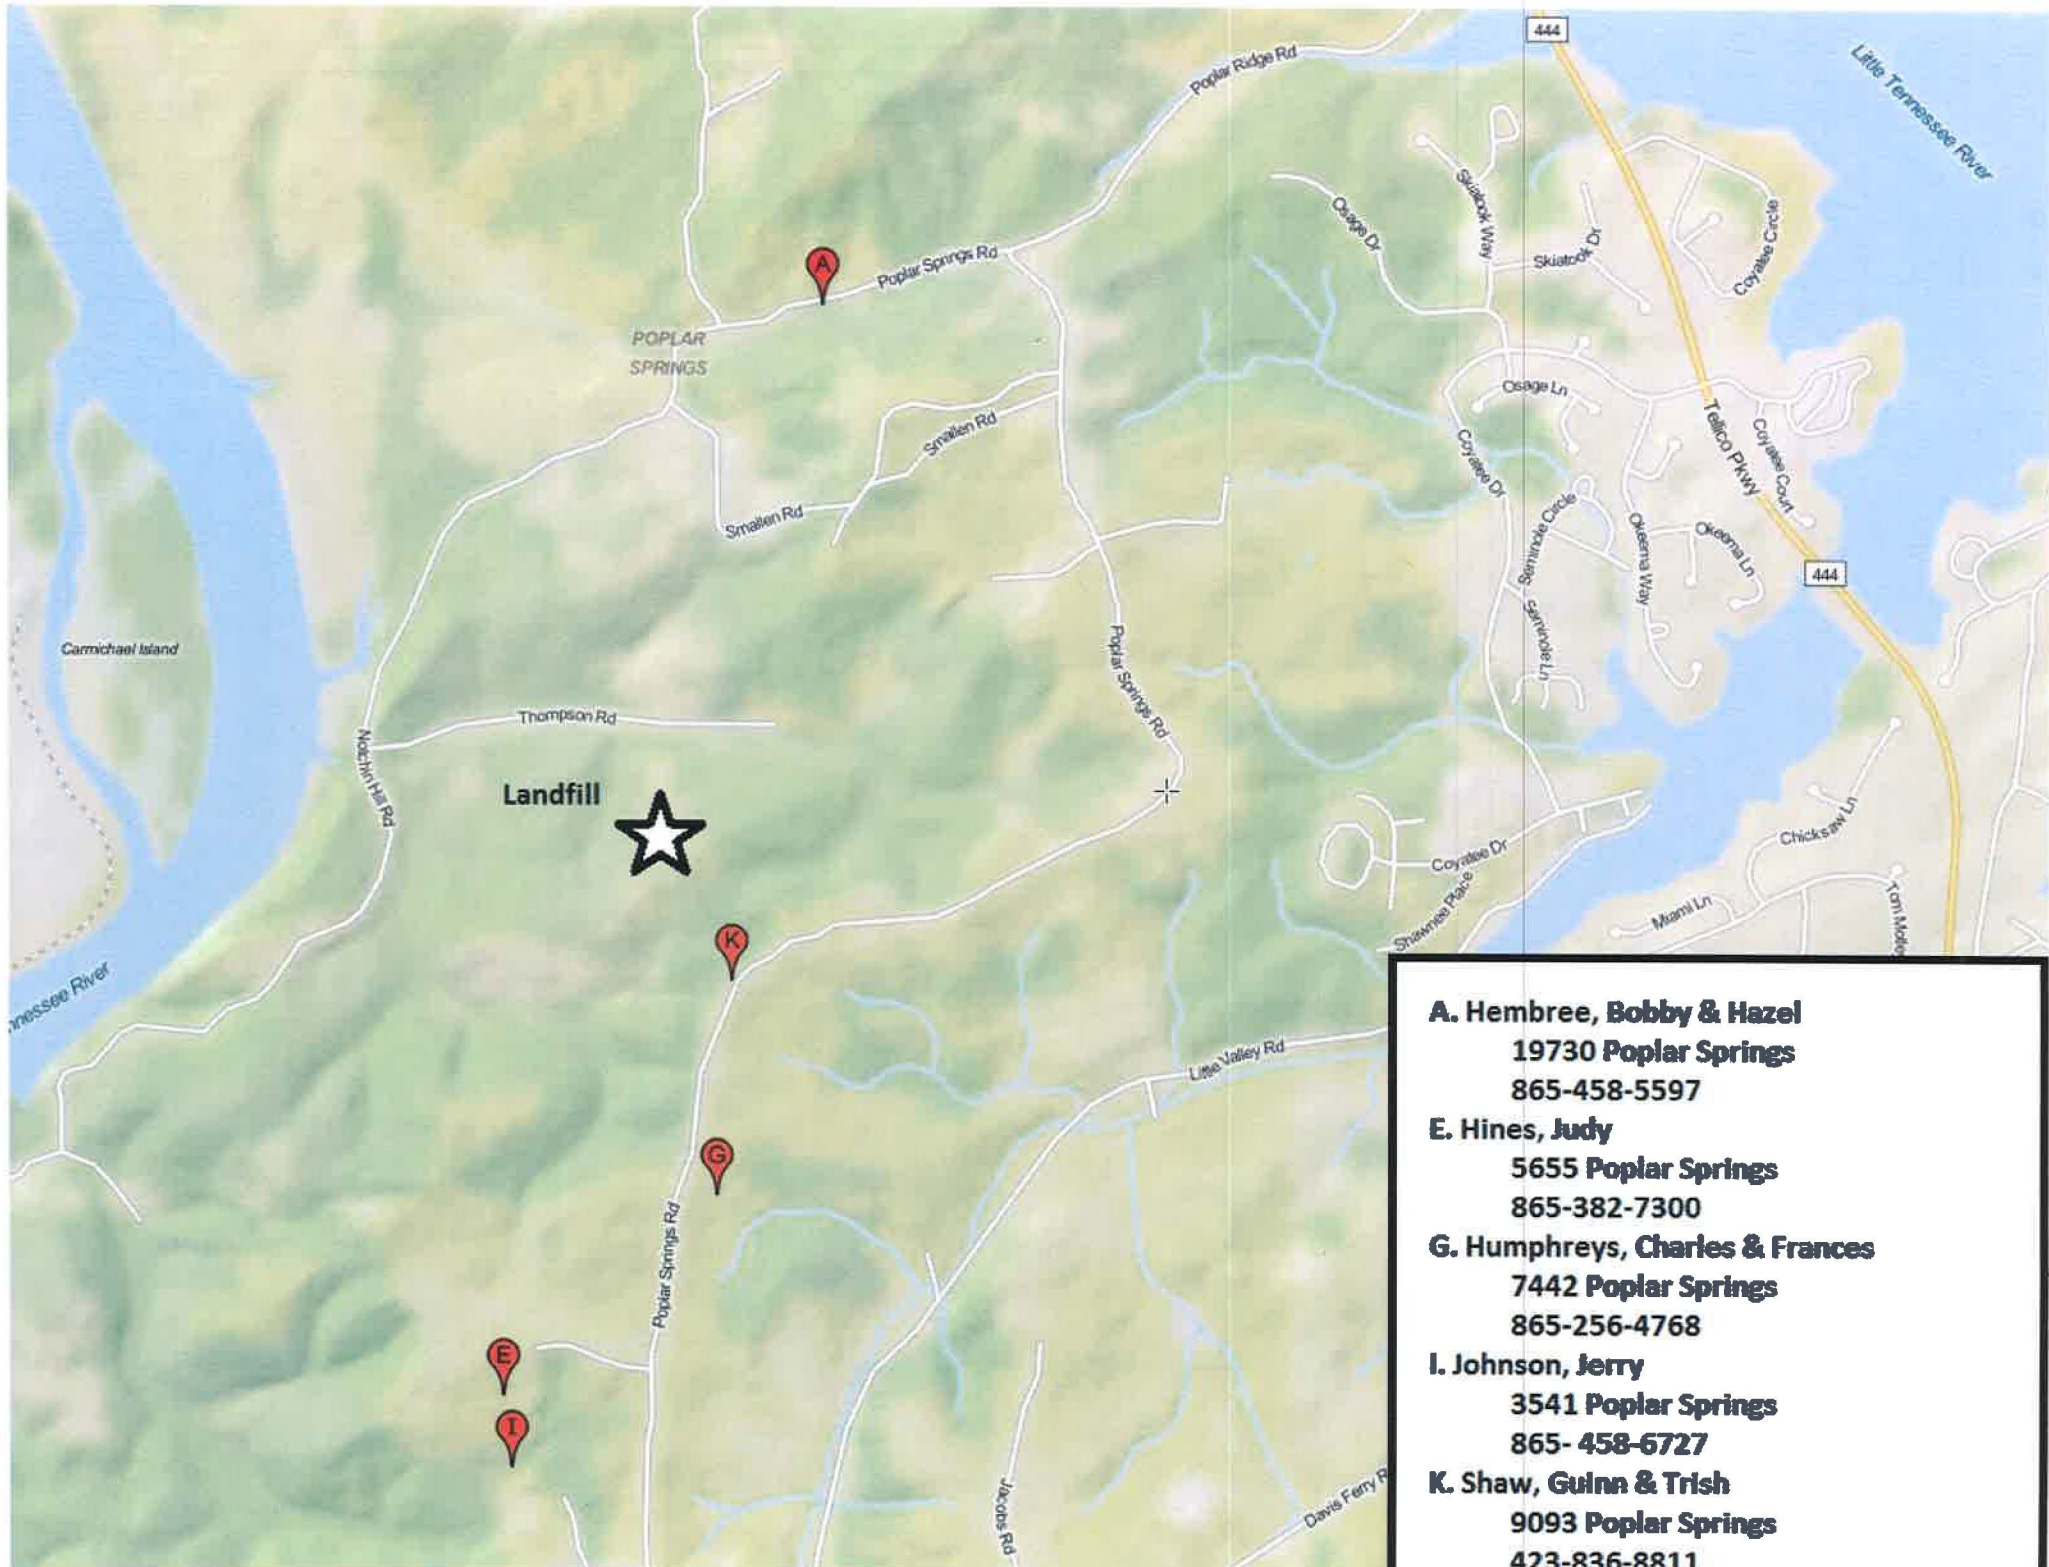 444
Little Tennessee River
Poplar Ridge Rd
Skiatook Way
Osage Dr
Skiatook Dr
Coyatee Circle
A
Poplar Springs Rd
POPLAR
SPRINGS
Osage Ln
Tellico Pkwy
Coyatee Court
Smallen Rd
Coyatee Dr
Smallen Rd
Seminole Circle
Okeema Way
Okeema Ln
444
Carmichael Island
Seminole Ln
Poplar Springs Rd
Thompson Rd
Notchin Hill Rd
Landfill
Chicksaw Ln
Coyatee Dr
Shawnee Place
Miami Ln
Tom Motle
K
nnessee River
Little Valley Rd
G
Poplar Springs Rd
E
I
Jacobs Rd
Davis Ferry R
A. Hembree, Bobby & Hazel
19730 Poplar Springs
865-458-5597
E. Hines, Judy
5655 Poplar Springs
865-382-7300
G. Humphreys, Charles & Frances
7442 Poplar Springs
865-256-4768
I. Johnson, Jerry
3541 Poplar Springs
865- 458-6727
K. Shaw, Guinn & Trish
9093 Poplar Springs
423-836-8811